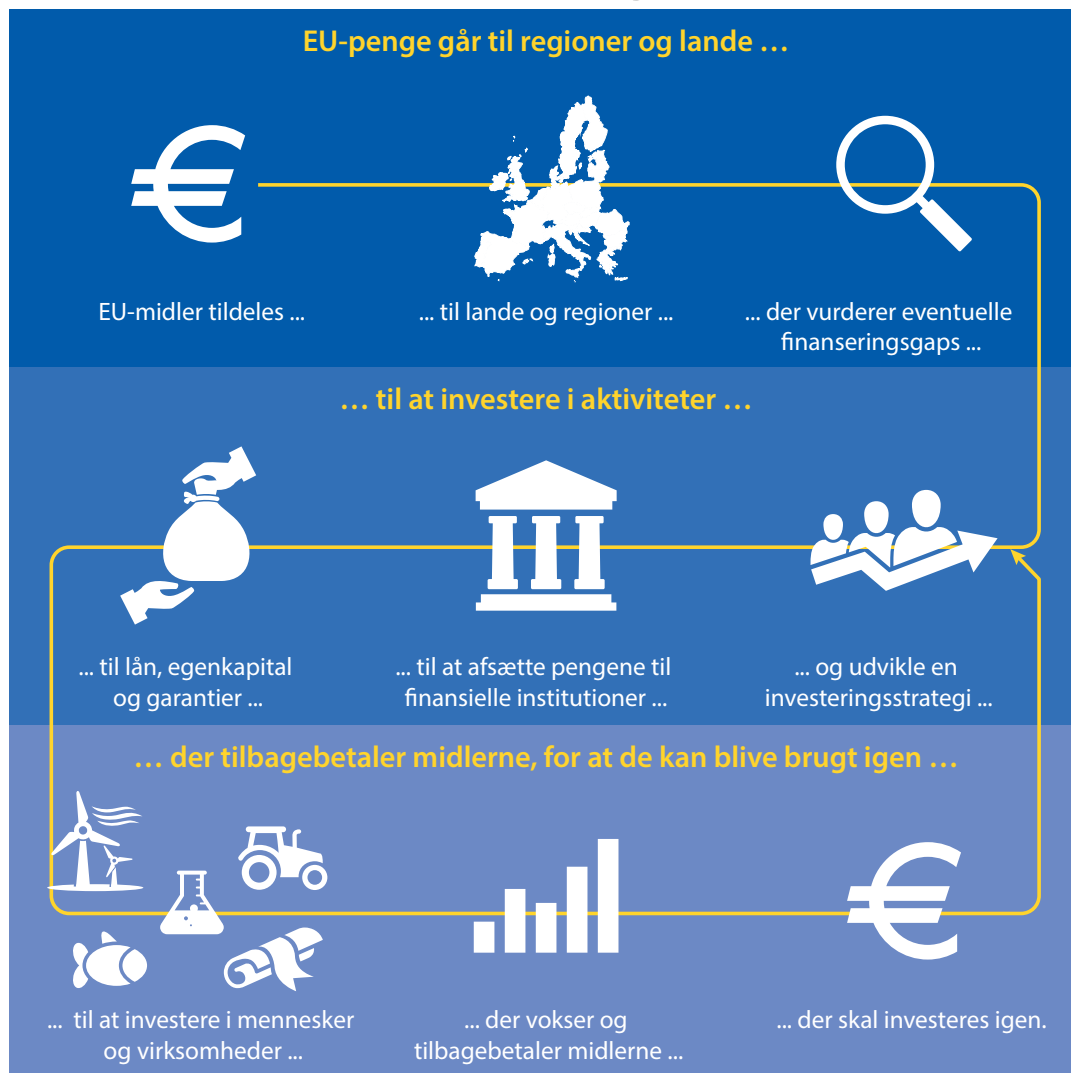 EU-penge går til regioner og lande …
EU-midler tildeles ...
... til lande og regioner ...
... der vurderer eventuelle
finanseringsgaps ...
… til at investere i aktiviteter …
... til lån, egenkapital
og garantier ...
... til at afsætte pengene til
finansielle institutioner ...
... og udvikle en
investeringsstrategi ...
… der tilbagebetaler midlerne, for at de kan blive brugt igen …
... til at investere i mennesker
og virksomheder ...
... der vokser og
tilbagebetaler midlerne ...
... der skal investeres igen.